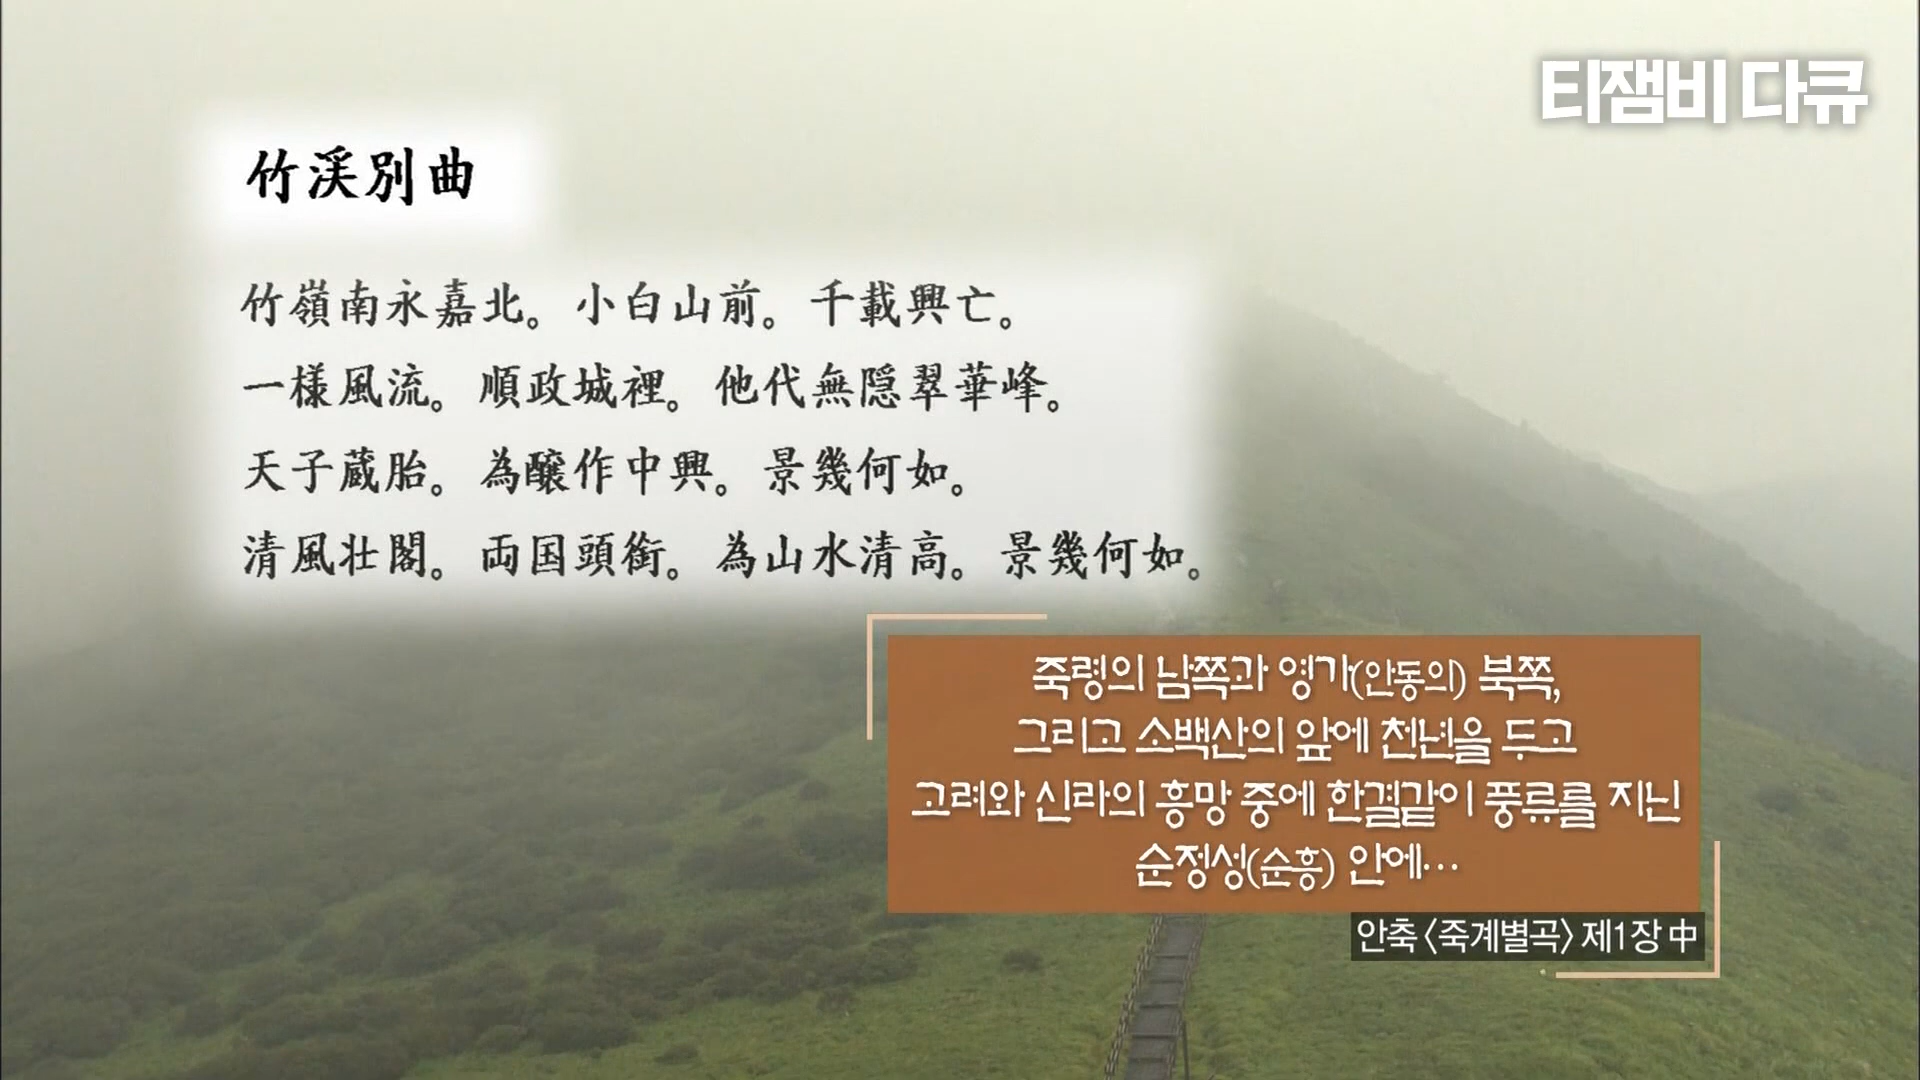 티잼비 다큐
竹渓別曲
竹嶺南永嘉北。小白山前。千載興亡。
一様風流。順政城裡。他代無隠翠華峰。
天子蔵胎。為醸作中興。景幾何如。
清風壮閣。両国頭銜。為山水清高。景幾何如。
죽령의 남쪽과 영가(안동의) 북쪽,
그리고 소백산의 앞에 천년을 두고
고려와 신라의 흥망 중에 한결같이 풍류를 지닌
순정성(순흥) 안에…
안축〈죽계별곡〉제1장 中